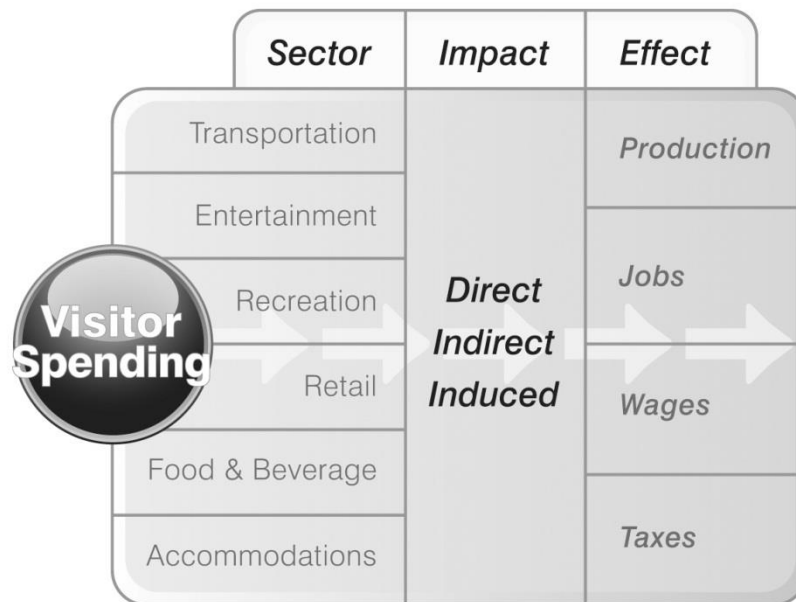 Sector
Impact
Effect
Transportation
Entertainment
Recreation
Retail
Food & Beverage
Accommodations
Visitor
Spending
Direct
Indirect
Induced
Production
Jobs
Wages
Taxes